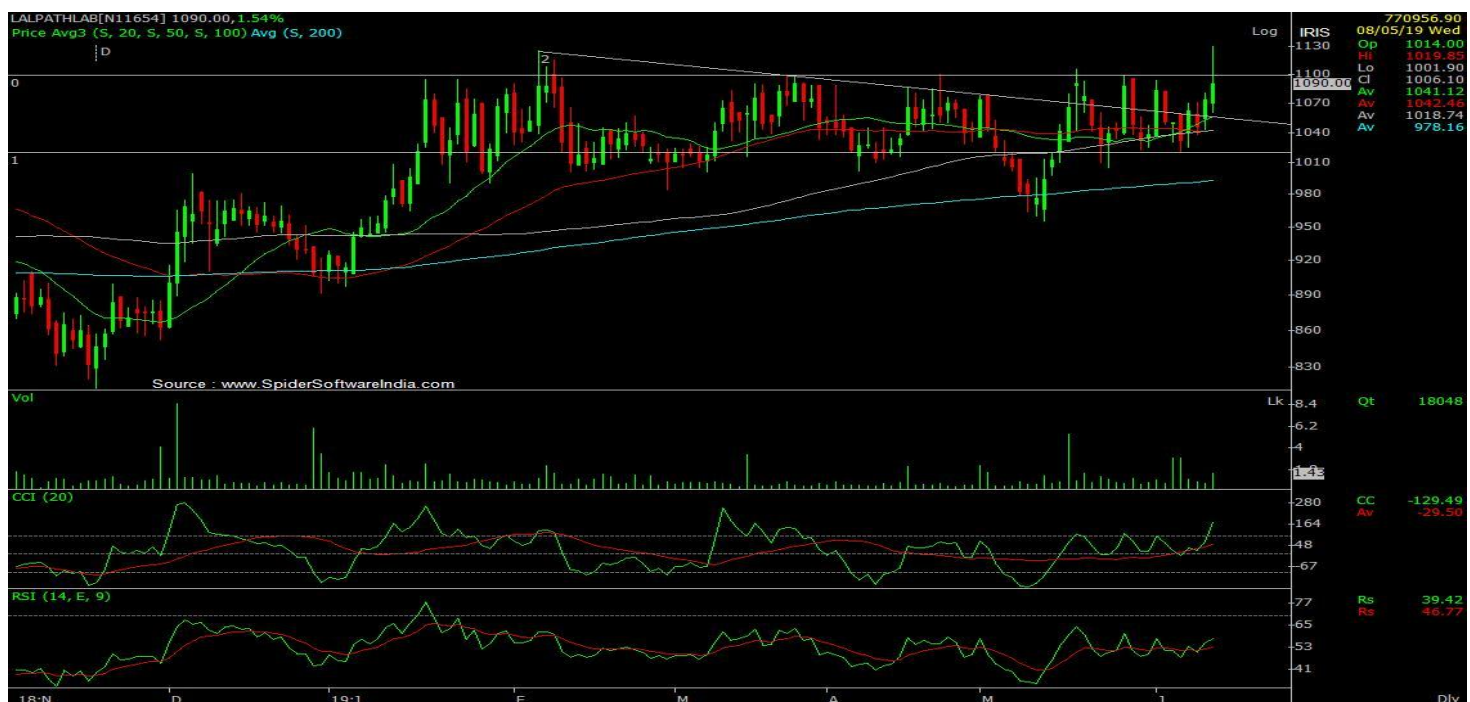 LALPATHLAB[N11654] 1090.00,1.54%
Price Avg3 (S, 20, S, 50, S, 100) Avg (S, 200)
D
2
0
1
Log
IRIS
1130
1100
1090.00
1070
1040
1010
980
950
920
890
860
830
770956.90
08/05/19 Wed
Op 1014.00
Hi 1019.85
Lo 1001.90
Cl 1006.10
Av 1041.12
Av 1042.46
Av 1018.74
Av 978.16
Source : www.SpiderSoftwareIndia.com
Vol
Lk
8.4
6.2
4
1.43
Qt 18048
CCI (20)
280
164
48
-67
CC -129.49
Av -29.50
RSI (14, E, 9)
77
65
53
41
Rs 39.42
Rs 46.77
18:N D 19:J F M A M J Dly